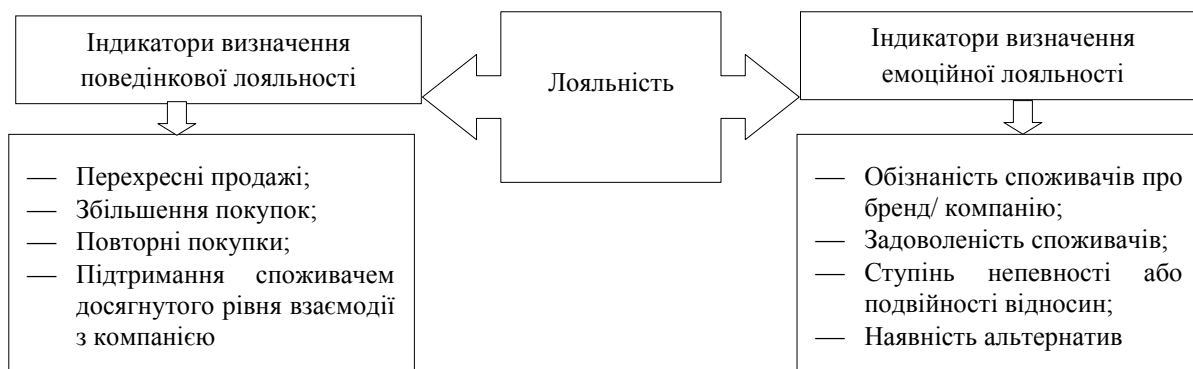 Індикатори визначення
поведінкової лояльності
Лояльність
Індикатори визначення
емоційної лояльності
— Перехресні продажі;
— Збільшення покупок;
— Повторні покупки;
— Підтримання споживачем
досягнутого рівня взаємодії
з компанією
— Обізнаність споживачів про
бренд/ компанію;
— Задоволеність споживачів;
— Ступінь непевності або
подвійності відносин;
— Наявність альтернатив